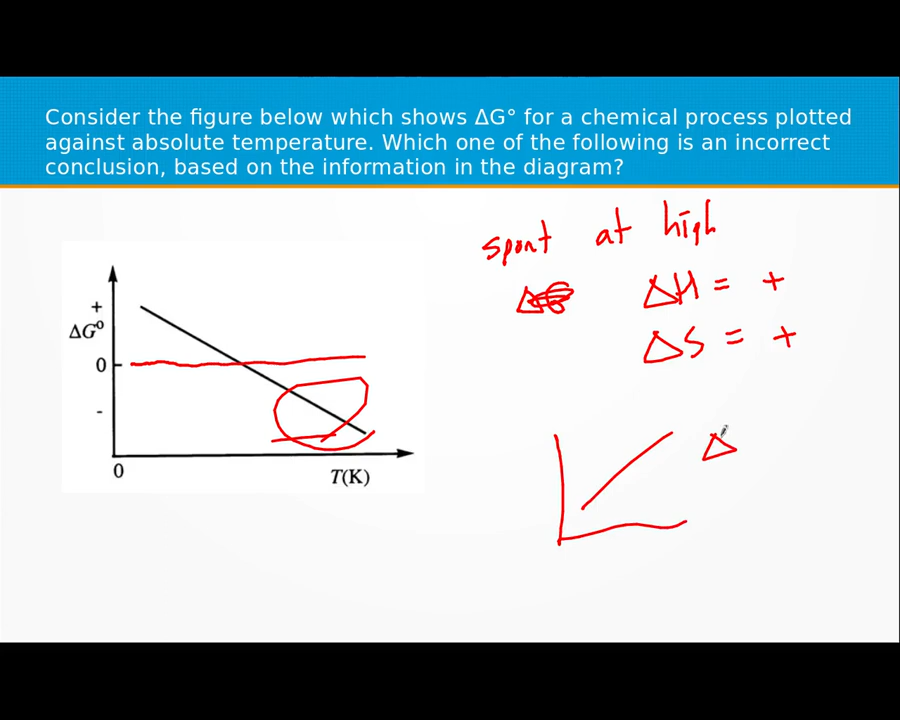 Consider the figure below which shows ΔG° for a chemical process plotted
against absolute temperature. Which one of the following is an incorrect
conclusion, based on the information in the diagram?
spont at high
ΔH = +
ΔS = +
+
ΔG°
0
-
0
T(K)
Δ